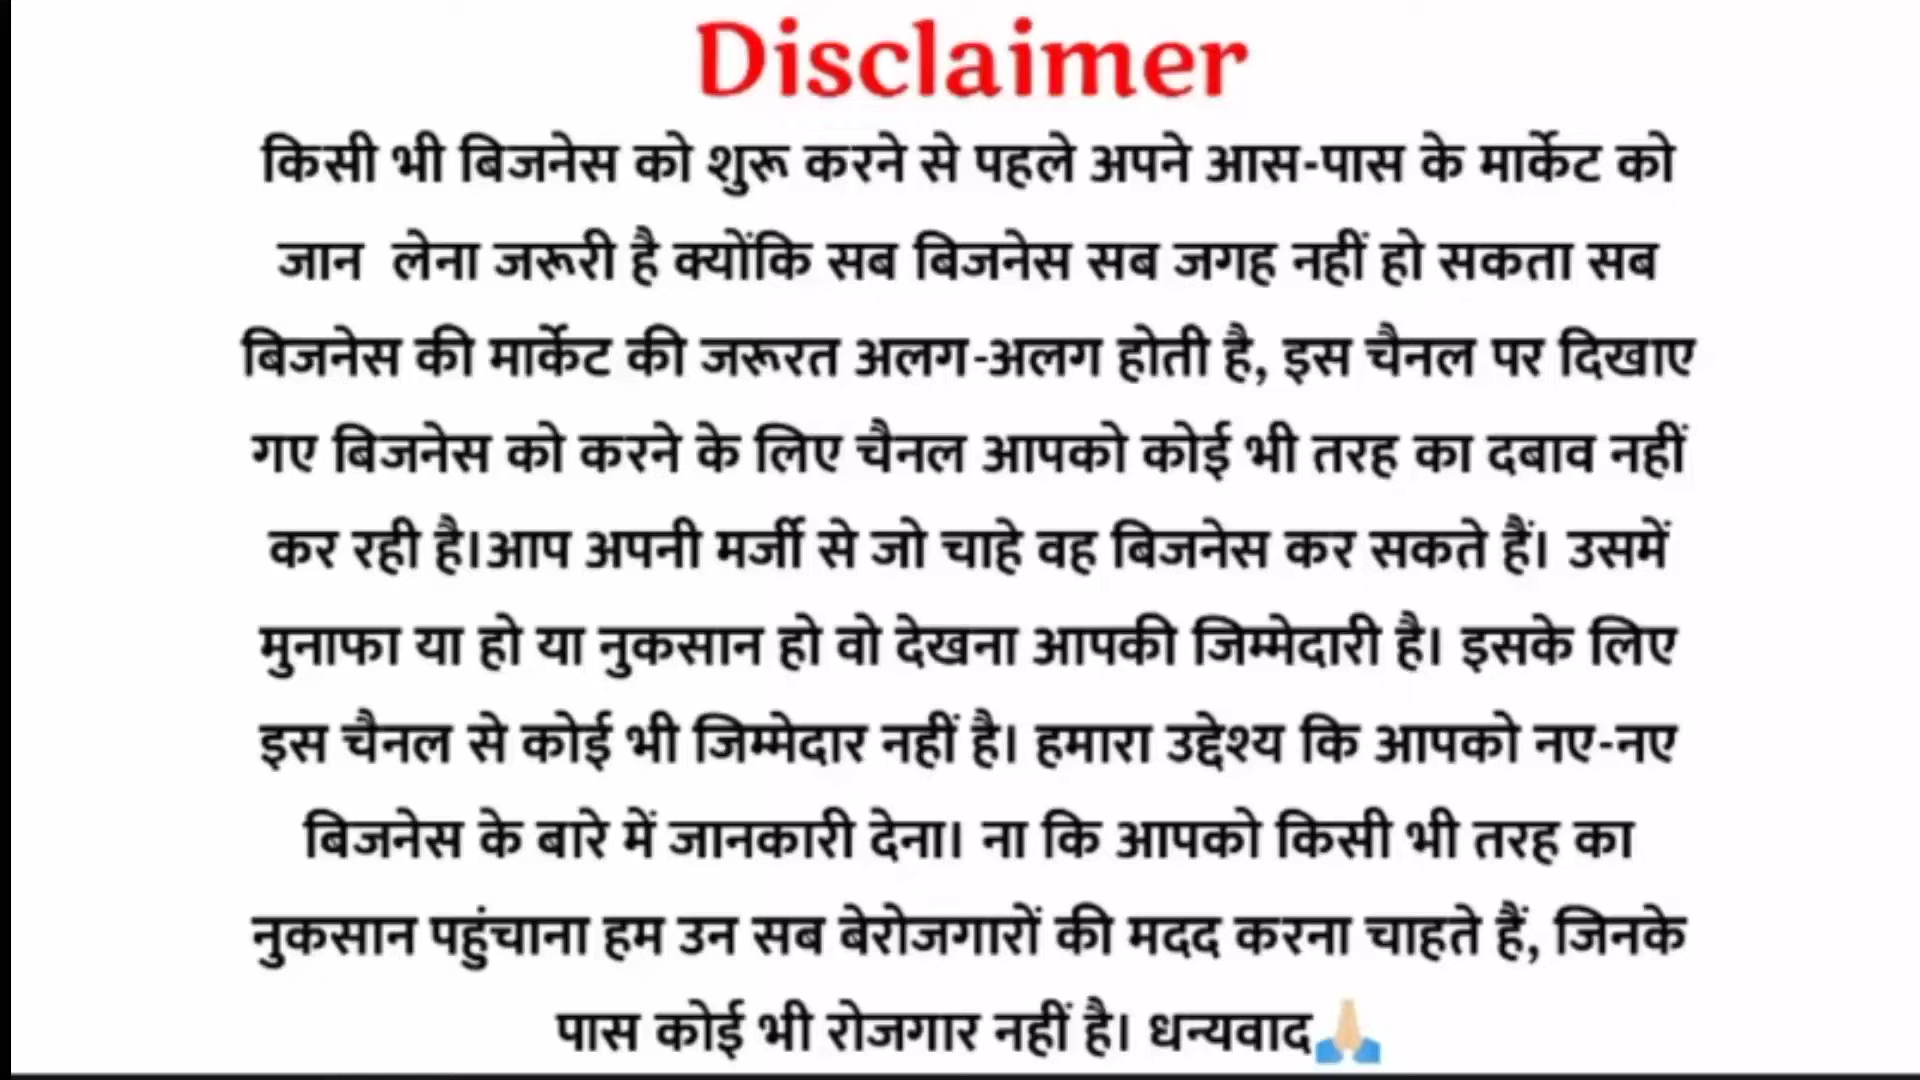 Disclaimer
किसी भी बिजनेस को शुरू करने से पहले अपने आस-पास के मार्केट को
जान लेना जरूरी है क्योंकि सब बिजनेस सब जगह नहीं हो सकता सब
बिजनेस की मार्केट की जरूरत अलग-अलग होती है, इस चैनल पर दिखाए
गए बिजनेस को करने के लिए चैनल आपको कोई भी तरह का दबाव नहीं
कर रही है।आप अपनी मर्जी से जो चाहे वह बिजनेस कर सकते हैं। उसमें
मुनाफा या हो या नुकसान हो वो देखना आपकी जिम्मेदारी है। इसके लिए
इस चैनल से कोई भी जिम्मेदार नहीं है। हमारा उद्देश्य कि आपको नए-नए
बिजनेस के बारे में जानकारी देना। ना कि आपको किसी भी तरह का
नुकसान पहुंचाना हम उन सब बेरोजगारों की मदद करना चाहते हैं, जिनके
पास कोई भी रोजगार नहीं है। धन्यवाद🙏🏻